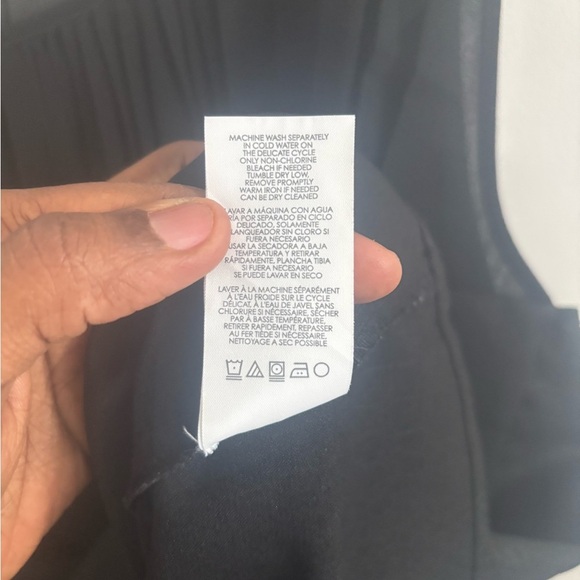 MACHINE WASH SEPARATELY
IN COLD WATER ON
THE DELICATE CYCLE
ONLY NON-CHLORINE
BLEACH IF NEEDED
TUMBLE DRY LOW,
REMOVE PROMPTLY
WARM IRON IF NEEDED
CAN BE DRY CLEANED
LAVAR A MÁQUINA CON AGUA
POR SEPARADO EN CICLO
DELICADO, SOLAMENTE
BLANQUEADOR SIN CLORO SI
FUERA NECESARIO
USAR LA SECADORA A BAJA
TEMPERATURA Y RETIRAR
RÁPIDAMENTE, PLANCHA TIBIA
SI FUERA NECESARIO
SE PUEDE LAVAR EN SECO
LAVER À LA MACHINE SÉPARÉMENT
À L'EAU FROIDE SUR LE CYCLE
DÉLICAT, À L'EAU DE JAVEL SANS
CHLORURE SI NÉCESSAIRE, SÉCHER
PAR À BASSE TEMPÉRATURE,
RETIRER RAPIDEMENT, REPASSER
AU FER TIÈDE SI NÉCESSAIRE,
NETTOYAGE A SEC POSSIBLE